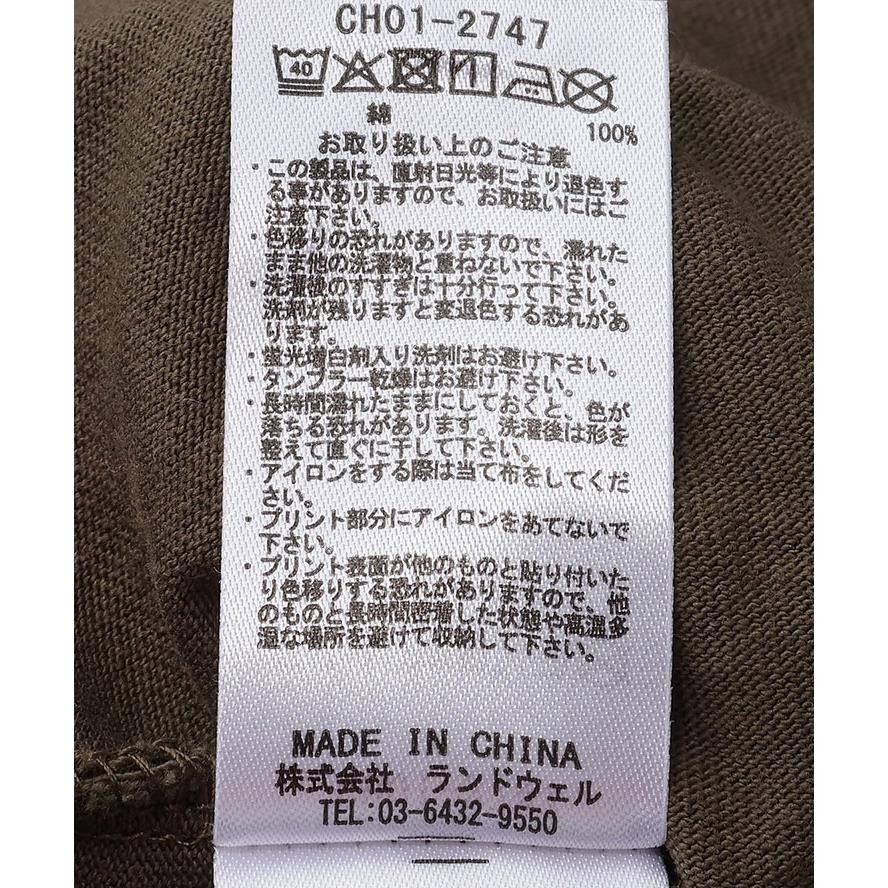 CH01-2747
40
綿
100%
お取り扱い上のご注意
・この製品は、直射日光等により退色す
る事がありますので、お取扱いにはご
注意下さい。
・色移りの恐れがありますので、濡れた
まま他の洗濯物と重ねないで下さい。
・洗濯後のすすぎは十分行って下さい。
洗剤が残りますと変退色する恐れがあ
ります。
・蛍光増白剤入り洗剤はお避け下さい。
・タンブラー乾燥はお避け下さい。
・長時間濡れたままにしておくと、色が
落ちる恐れがあります。洗濯後は形を
整えて直ぐに干して下さい。
・アイロンをする際は当て布をしてくだ
さい。
・プリント部分にアイロンをあてないで
下さい。
・プリント表面が他のものと貼り付いた
り色移りする恐れがありますので、他
のものと長時間密着した状態や高温多
湿な場所を避けて収納して下さい。
MADE IN CHINA
株式会社 ランドウェル
TEL:03-6432-9550